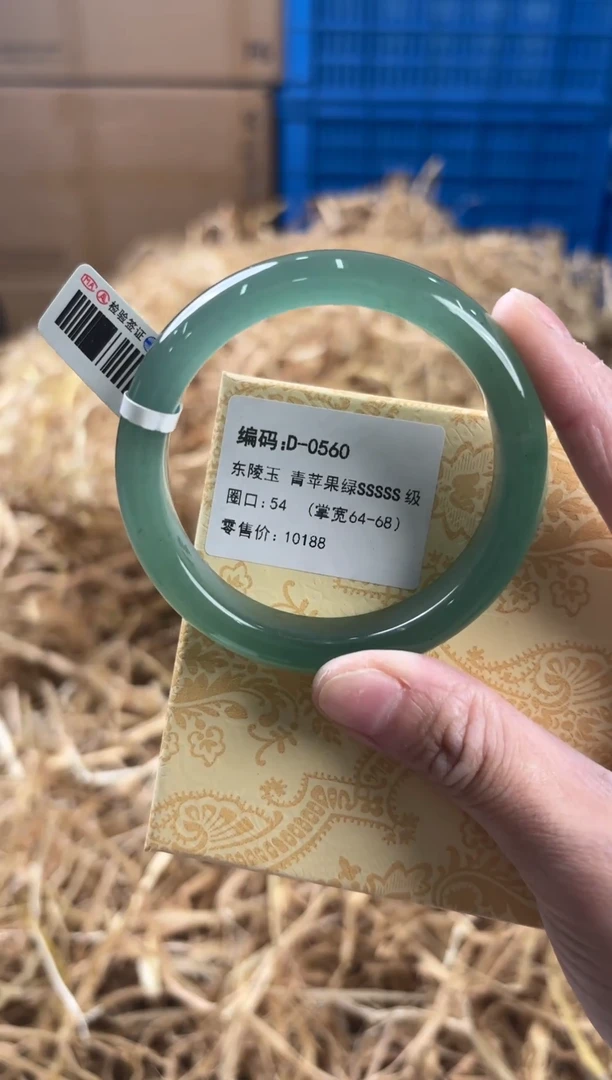 检验签证
编码:D-0560
东陵玉 青苹果绿SSSSS级
圈口:54 （掌宽64-68）
零售价: 10188